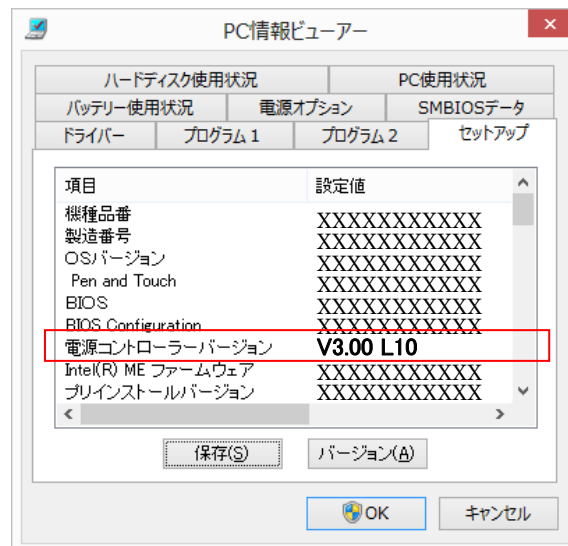 PC情報ビューアー
ハードディスク使用状況 PC使用状況
バッテリー使用状況 電源オプション SMBIOSデータ
ドライバー プログラム1 プログラム2 セットアップ
項目 設定値
機種品番 XXXXXXXXXXX
製造番号 XXXXXXXXXXX
OSバージョン XXXXXXXXXXX
Pen and Touch XXXXXXXXXXX
BIOS XXXXXXXXXXX
BIOS Configuration XXXXXXXXXXX
電源コントローラーバージョン V3.00 L10
Intel(R) ME ファームウェア XXXXXXXXXXX
プリインストールバージョン XXXXXXXXXXX
保存(S) バージョン(A)
OK キャンセル